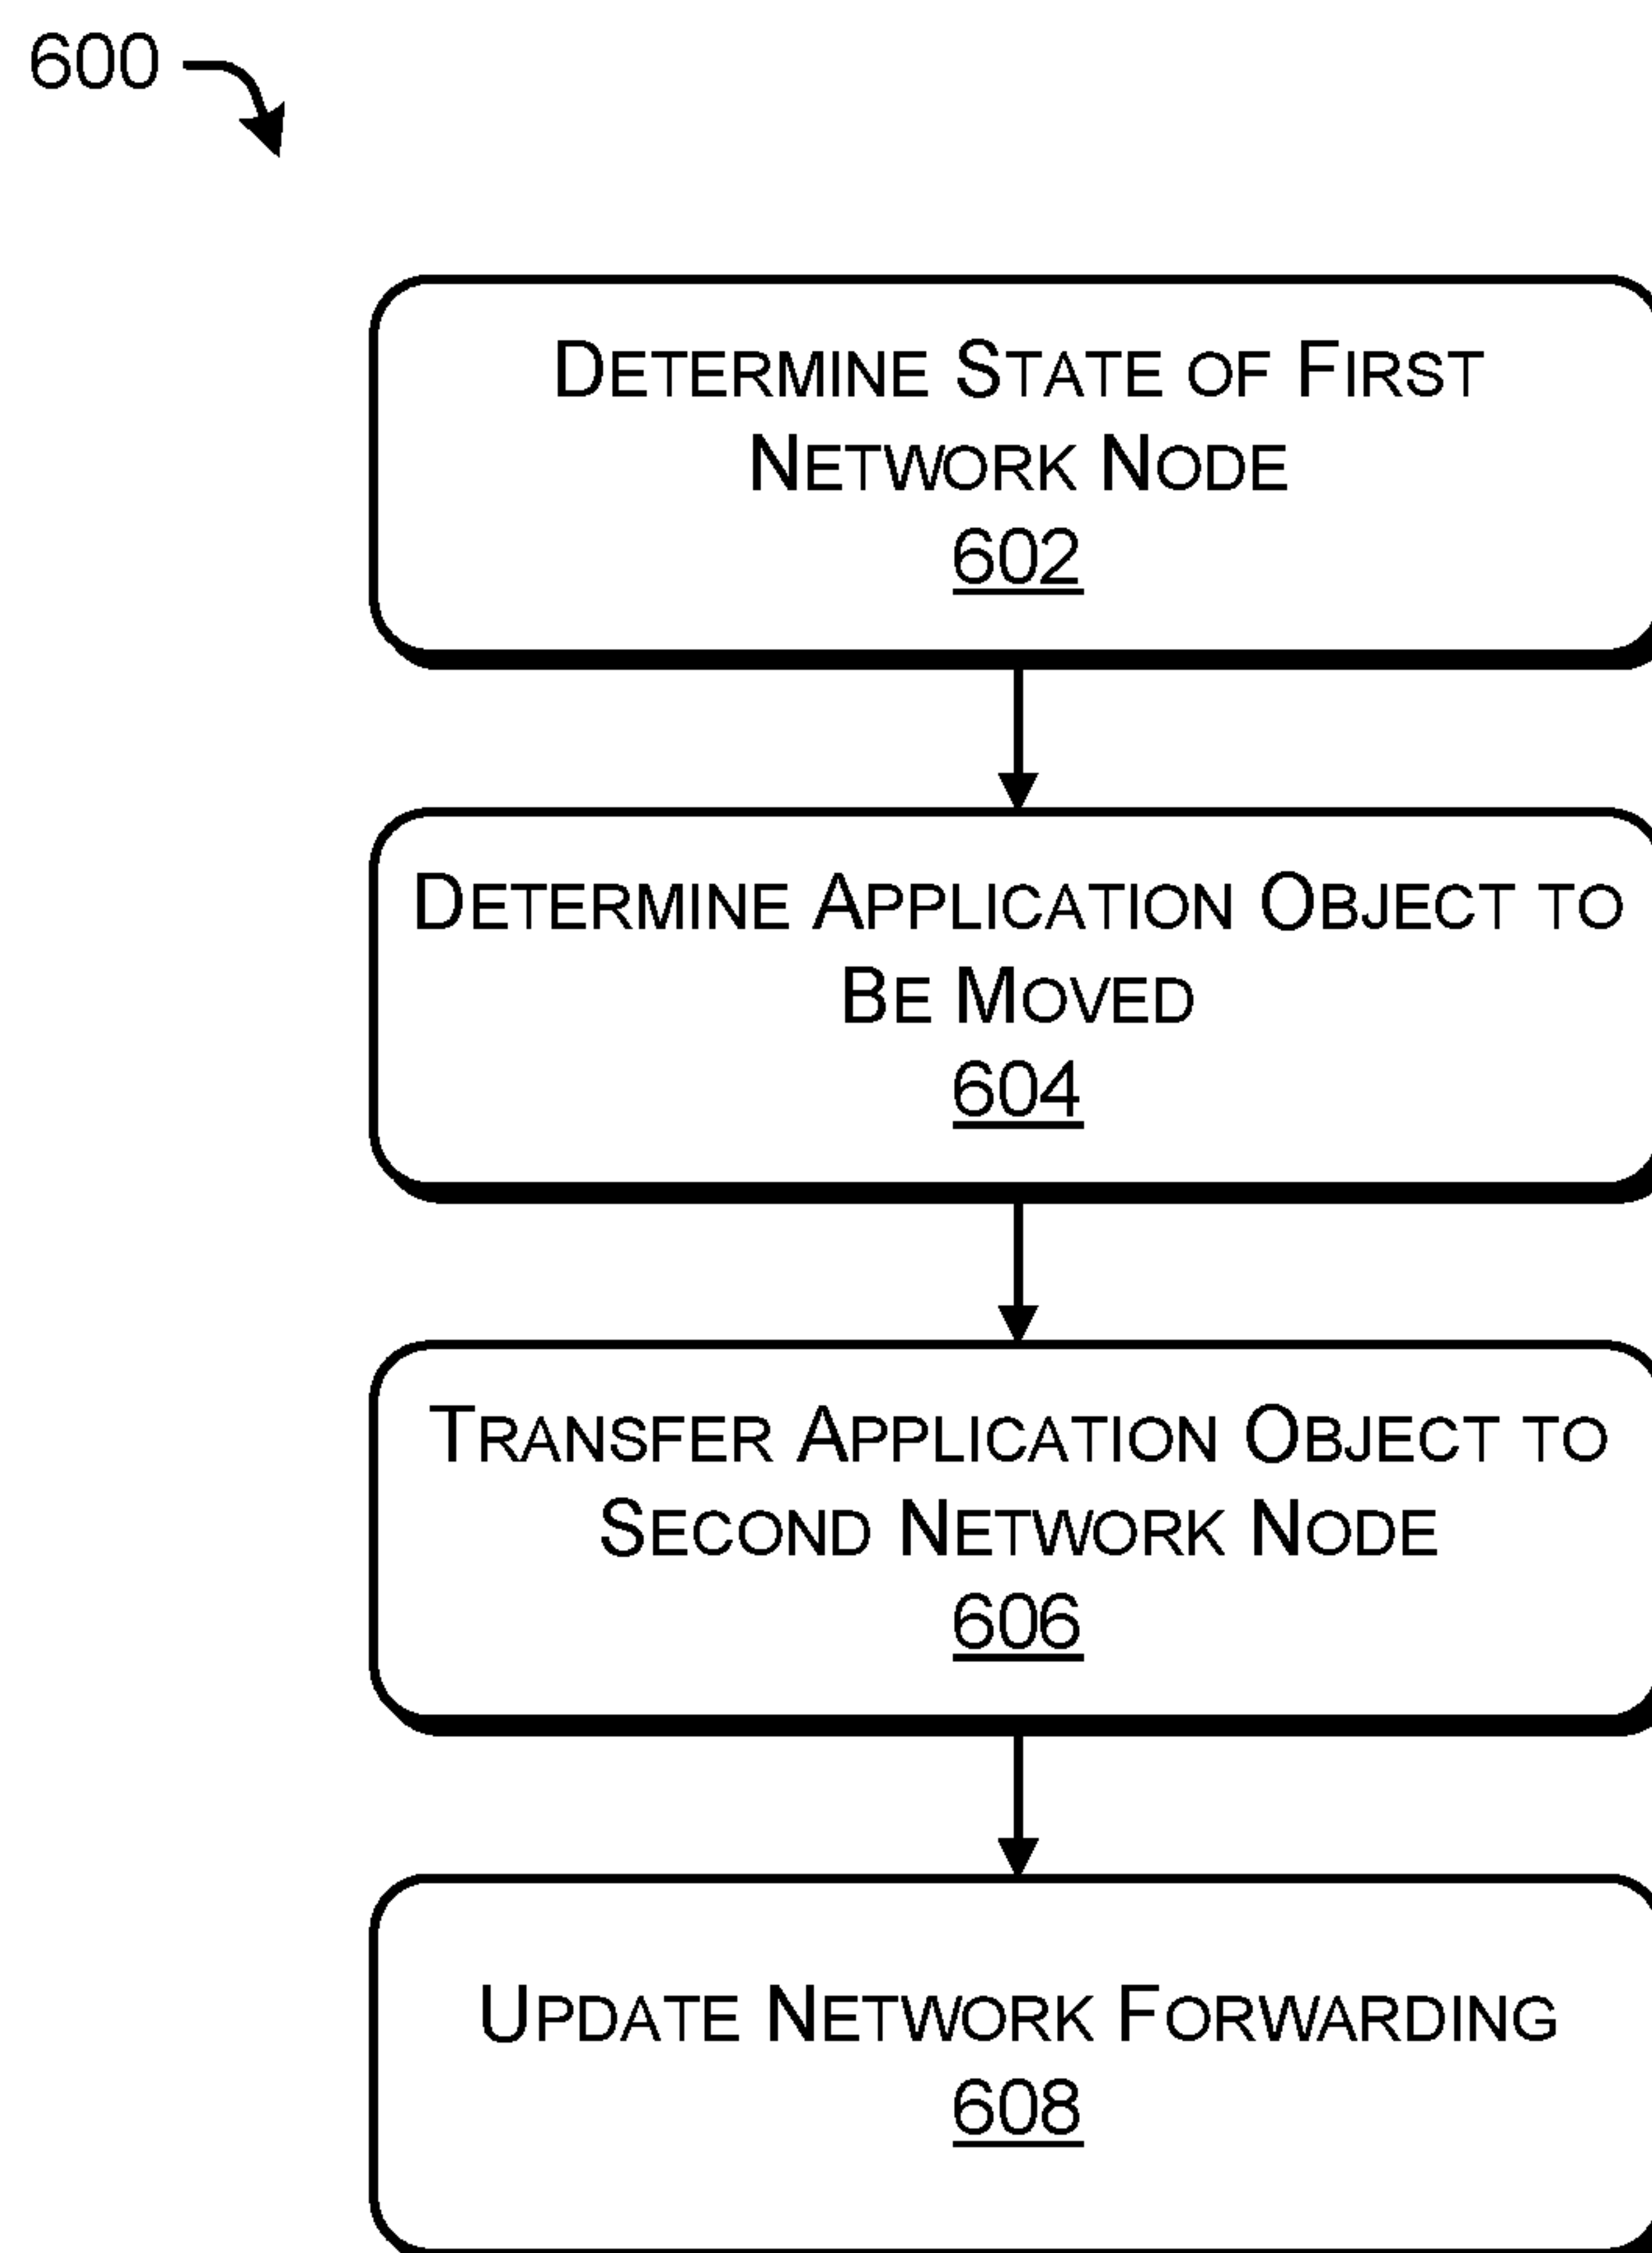 600
DETERMINE STATE OF FIRST
NETWORK NODE
602
DETERMINE APPLICATION OBJECT TO
BE MOVED
604
TRANSFER APPLICATION OBJECT TO
SECOND NETWORK NODE
606
UPDATE NETWORK FORWARDING
608